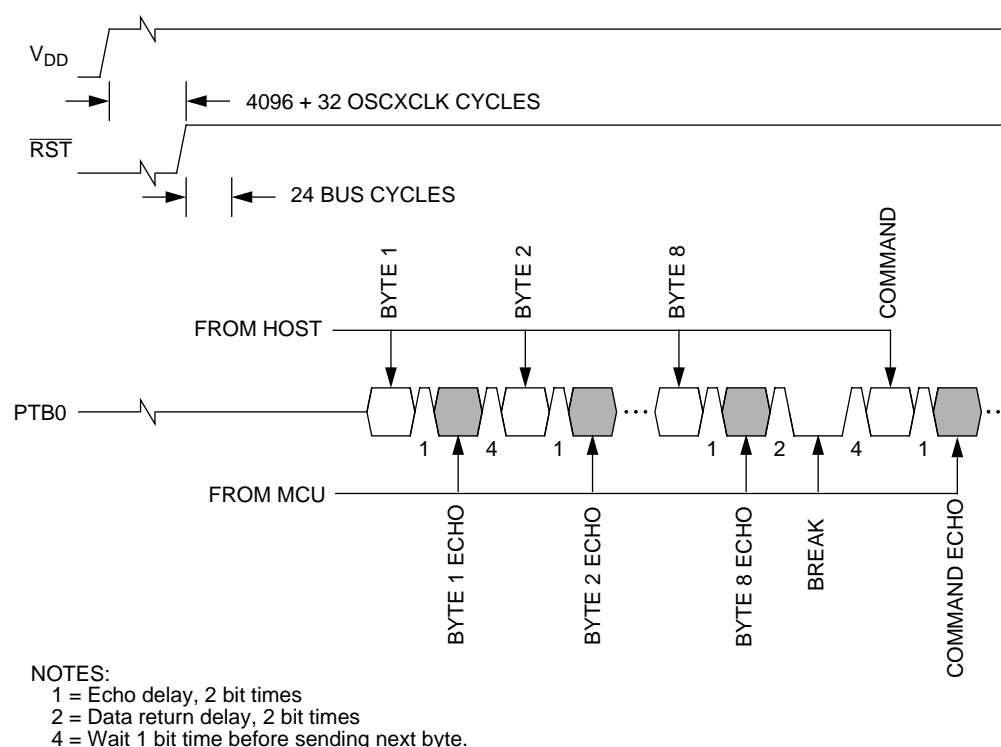 VDD
4096 + 32 OSCXCLK CYCLES
RST
24 BUS CYCLES
BYTE 1
BYTE 2
BYTE 8
COMMAND
FROM HOST
PTB0
1
4
1
1
2
4
1
FROM MCU
BYTE 1 ECHO
BYTE 2 ECHO
BYTE 8 ECHO
BREAK
COMMAND ECHO
NOTES:
1 = Echo delay, 2 bit times
2 = Data return delay, 2 bit times
4 = Wait 1 bit time before sending next byte.